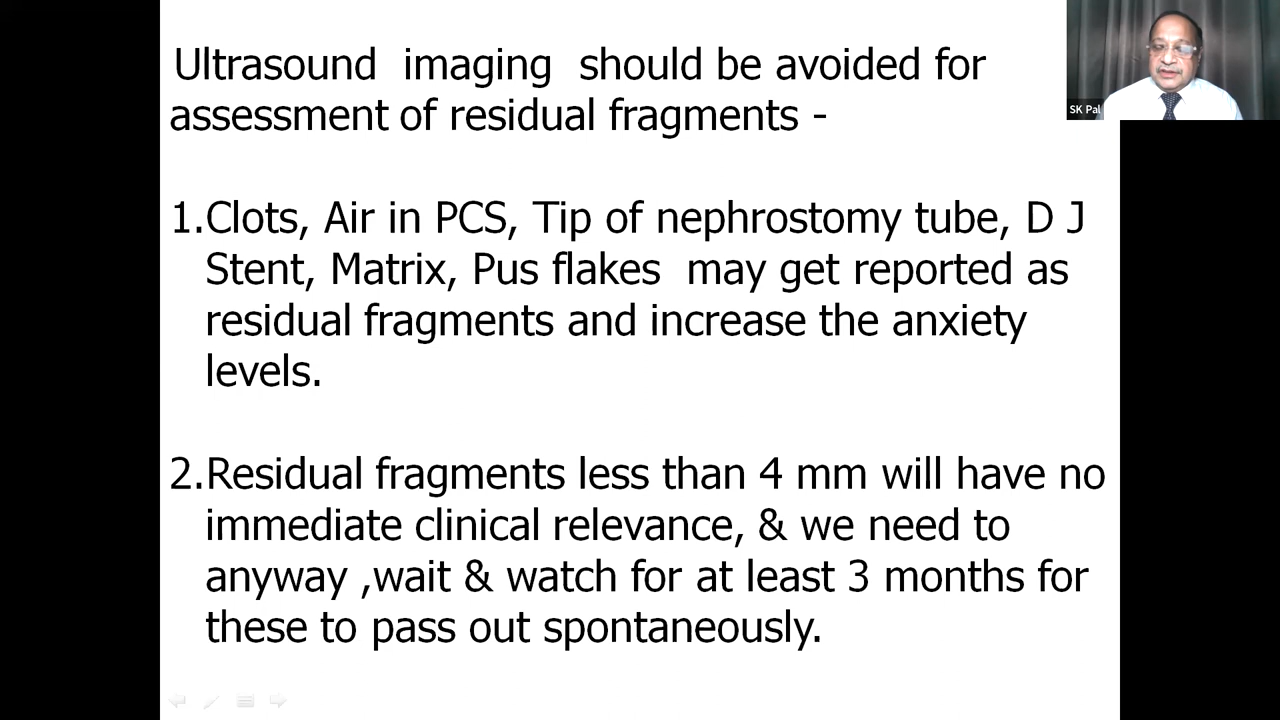 Ultrasound imaging should be avoided for
assessment of residual fragments -
1.Clots, Air in PCS, Tip of nephrostomy tube, D J
Stent, Matrix, Pus flakes may get reported as
residual fragments and increase the anxiety
levels.
2.Residual fragments less than 4 mm will have no
immediate clinical relevance, & we need to
anyway ,wait & watch for at least 3 months for
these to pass out spontaneously.
SK Pal